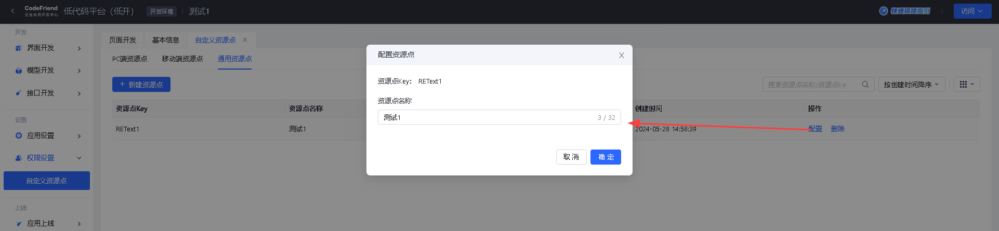 CodeFriend
企业应用开发中心
低代码平台（低开）
开发环境
测试1
快速搭建指引
访问
开发
界面开发
模型开发
接口开发
设置
应用设置
权限设置
自定义资源点
上线
应用上线
页面开发 基本信息 自定义资源点
PC端资源点 移动端资源点 通用资源点
+ 新建资源点
搜索资源点名称/资源点Ke
按创建时间降序
资源点Key 资源点名称 创建时间 操作
REText1 测试1 2024-05-28 14:58:39 配置 删除
配置资源点
资源点Key： REText1
资源点名称
测试1 3 / 32
取 消 确 定